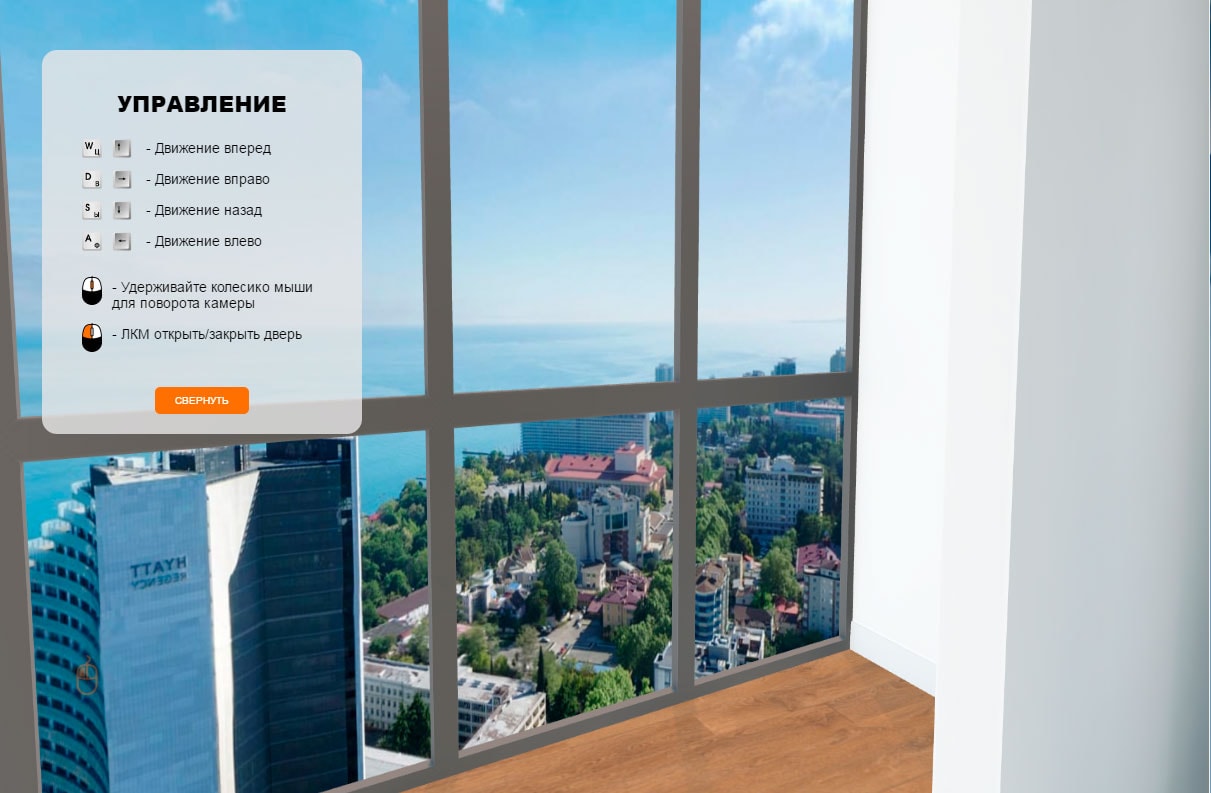 УПРАВЛЕНИЕ
W Ц ↑ - Движение вперед
D В → - Движение вправо
S Ы ↓ - Движение назад
A Ф ← - Движение влево
- Удерживайте колесико мыши
для поворота камеры
- ЛКМ открыть/закрыть дверь
СВЕРНУТЬ
HYATT
REGENCY